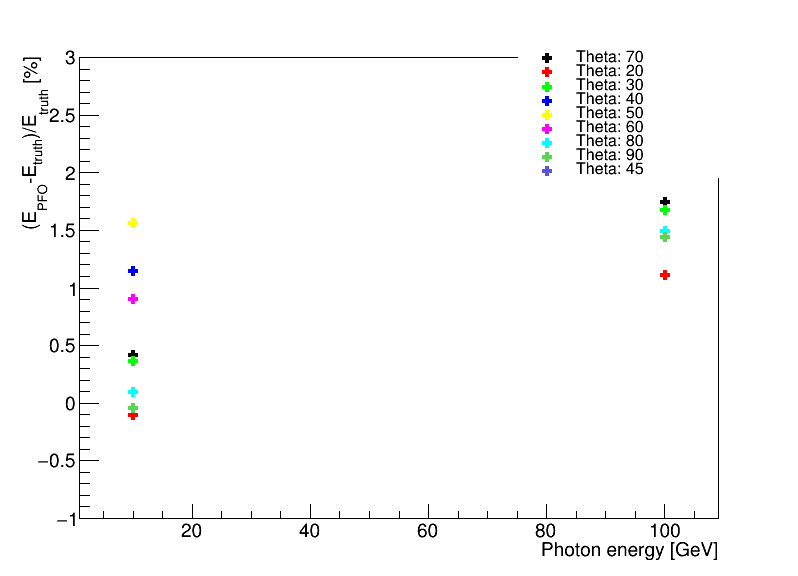 3
2.5
2
1.5
1
0.5
0
−0.5
−1
(E_PFO-E_truth)/E_truth [%]
Theta: 70
Theta: 20
Theta: 30
Theta: 40
Theta: 50
Theta: 60
Theta: 80
Theta: 90
Theta: 45
20 40 60 80 100
Photon energy [GeV]